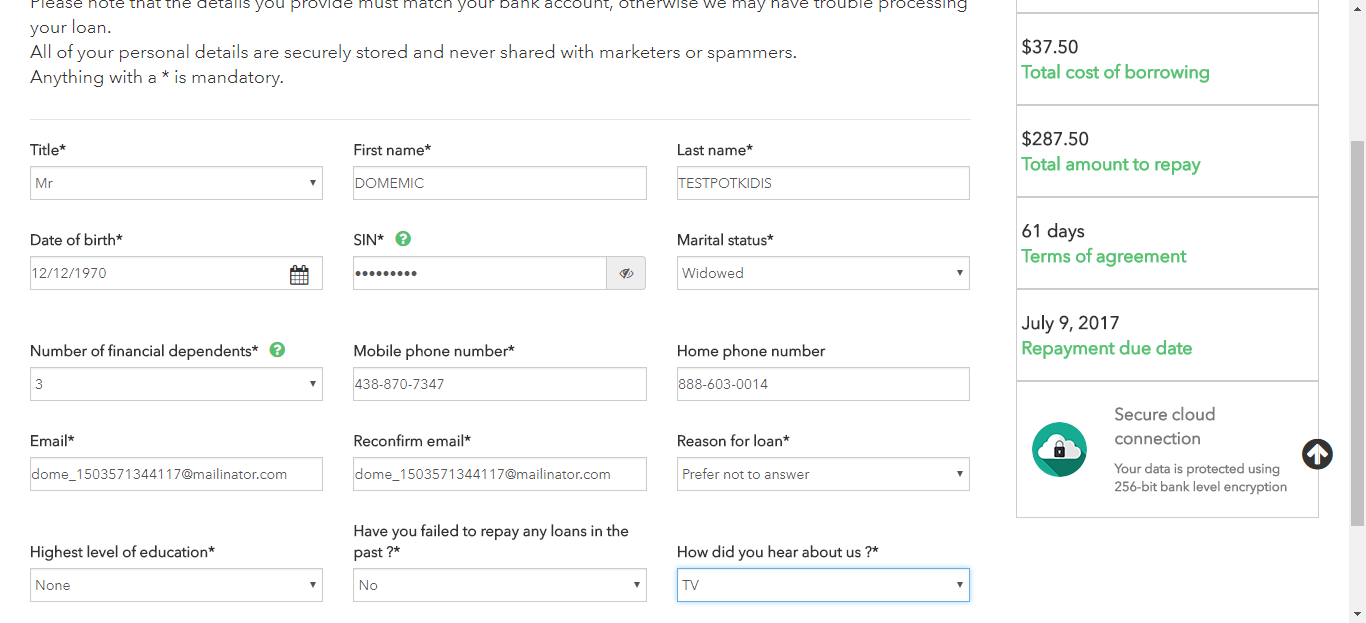 Please note that the details you provide must match your bank account, otherwise we may have trouble processing
your loan.
All of your personal details are securely stored and never shared with marketers or spammers.
Anything with a * is mandatory.
Title*
First name*
Last name*
Mr
DOMEMIC
TESTPOTKIDIS
Date of birth*
SIN* ?
Marital status*
12/12/1970
•••••••••
Widowed
Number of financial dependents* ?
Mobile phone number*
Home phone number
3
438-870-7347
888-603-0014
Email*
Reconfirm email*
Reason for loan*
dome_1503571344117@mailinator.com
dome_1503571344117@mailinator.com
Prefer not to answer
Highest level of education*
Have you failed to repay any loans in the
past ?*
How did you hear about us ?*
None
No
TV
$37.50
Total cost of borrowing
$287.50
Total amount to repay
61 days
Terms of agreement
July 9, 2017
Repayment due date
Secure cloud
connection
Your data is protected using
256-bit bank level encryption